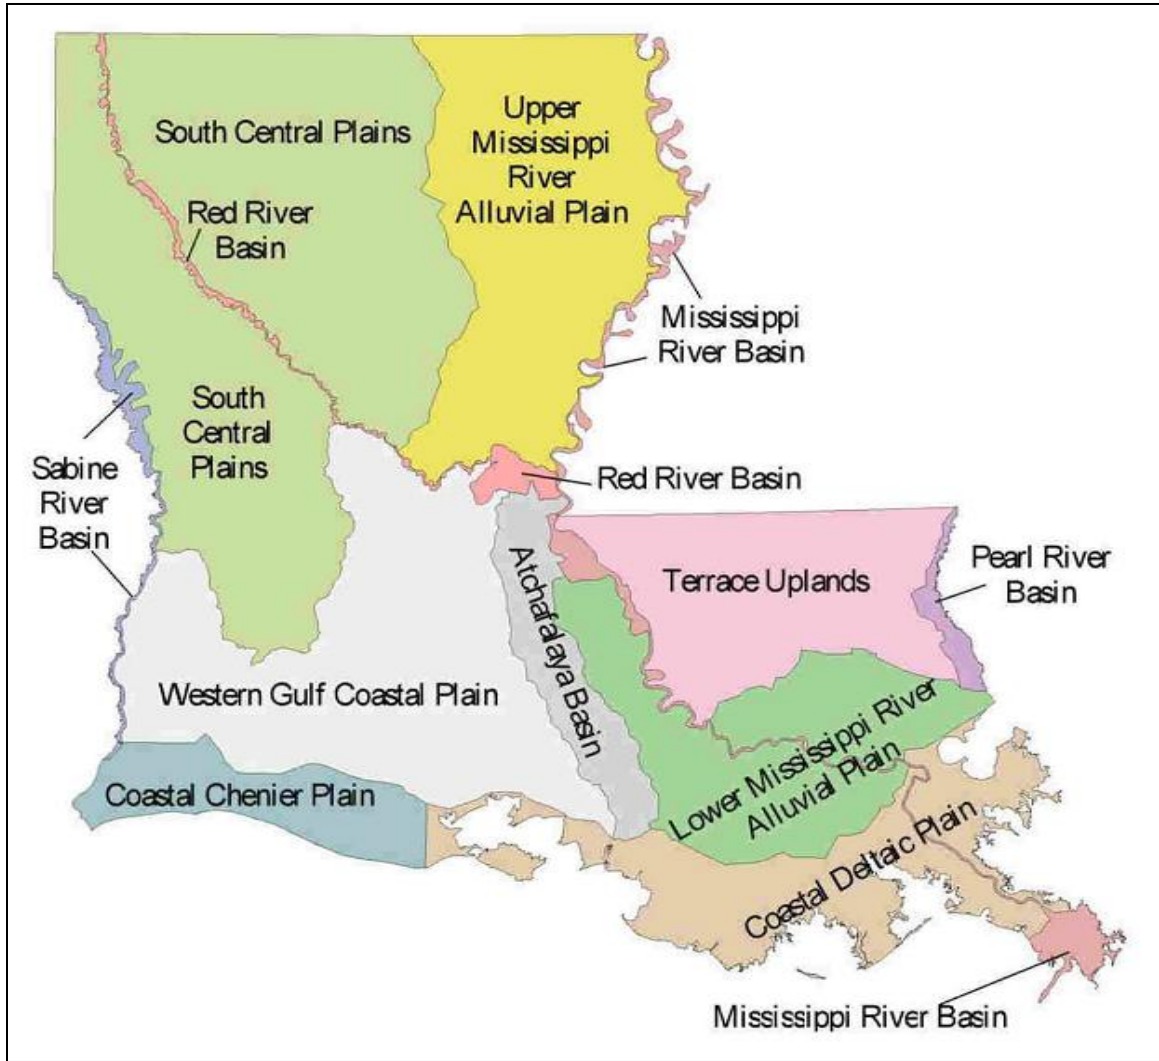 South Central Plains
Upper
Mississippi
River
Alluvial Plain
Red River
Basin
Mississippi
River Basin
South
Central
Plains
Sabine
River
Basin
Red River Basin
Atchafalaya Basin
Terrace Uplands
Pearl River
Basin
Western Gulf Coastal Plain
Lower Mississippi River
Alluvial Plain
Coastal Chenier Plain
Coastal Deltaic Plain
Mississippi River Basin